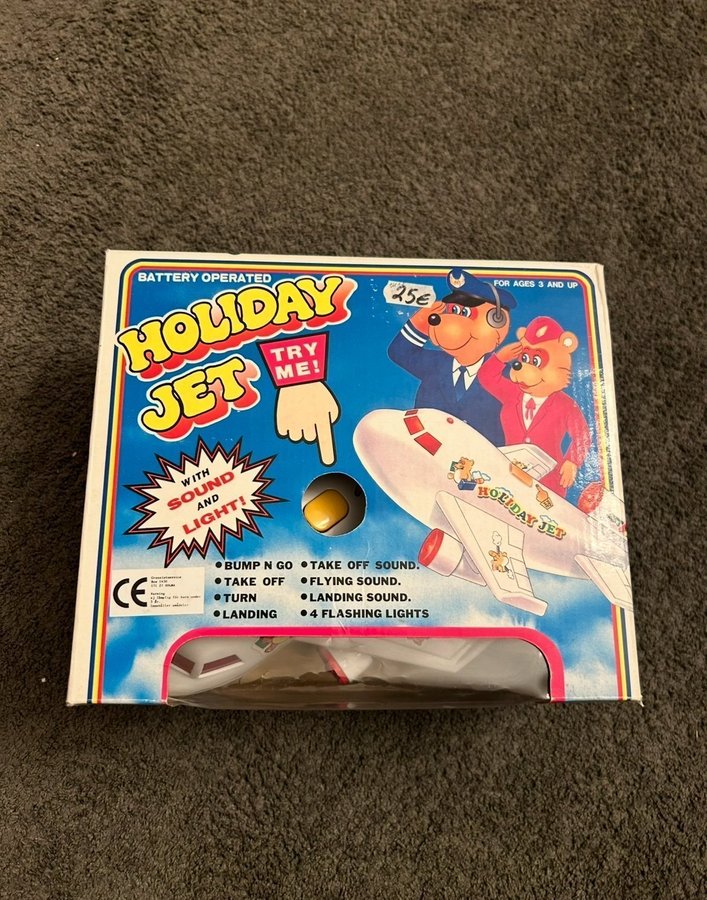 BATTERY OPERATED
FOR AGES 3 AND UP
25€
HOLIDAY
JET
TRY
ME!
WITH
SOUND
AND
LIGHT!
HOLIDAY JET
• BUMP N GO • TAKE OFF SOUND.
• TAKE OFF • FLYING SOUND.
• TURN • LANDING SOUND.
• LANDING • 4 FLASHING LIGHTS
CE
Varning